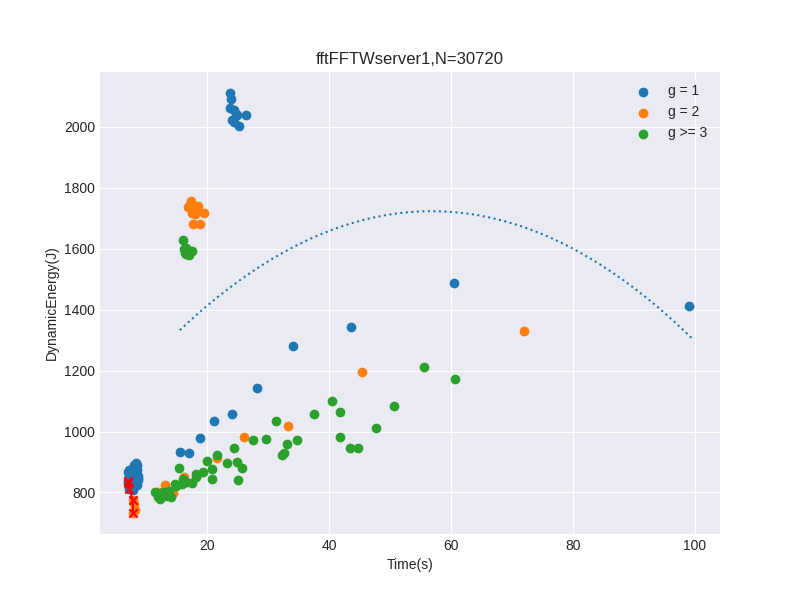 fftFFTWserver1,N=30720
g = 1
g = 2
g >= 3
2000
1800
1600
1400
1200
1000
800
DynamicEnergy(J)
20
40
60
80
100
Time(s)